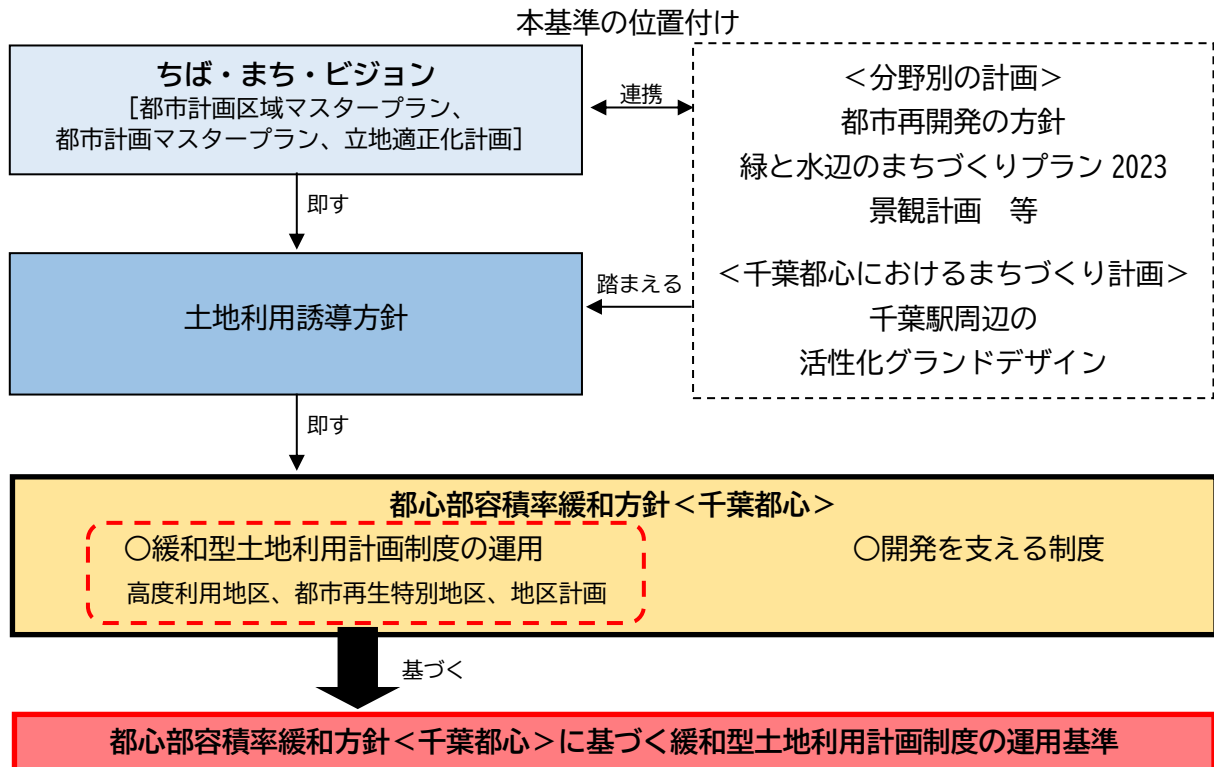 本基準の位置付け
ちば・まち・ビジョン
［都市計画区域マスタープラン、
都市計画マスタープラン、立地適正化計画］
連携
＜分野別の計画＞
都市再開発の方針
緑と水辺のまちづくりプラン 2023
景観計画　等
即す
＜千葉都心におけるまちづくり計画＞
千葉駅周辺の
活性化グランドデザイン
踏まえる
土地利用誘導方針
即す
都心部容積率緩和方針＜千葉都心＞
○緩和型土地利用計画制度の運用
高度利用地区、都市再生特別地区、地区計画
○開発を支える制度
基づく
都心部容積率緩和方針＜千葉都心＞に基づく緩和型土地利用計画制度の運用基準